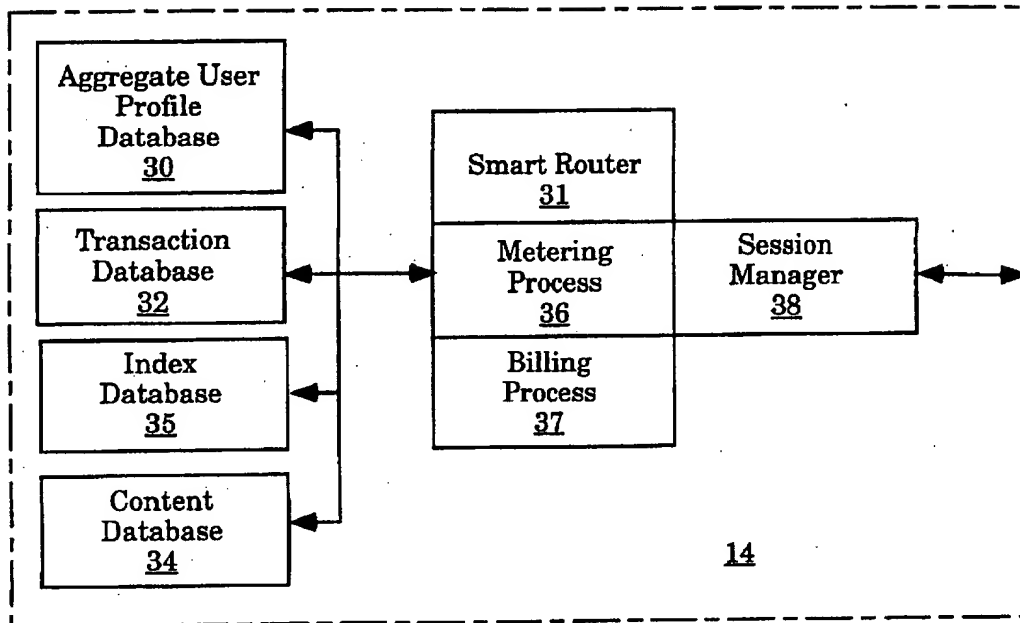 Aggregate User
Profile
Database
30
Transaction
Database
32
Index
Database
35
Content
Database
34
Smart Router
31
Metering
Process
36
Billing
Process
37
Session
Manager
38
14